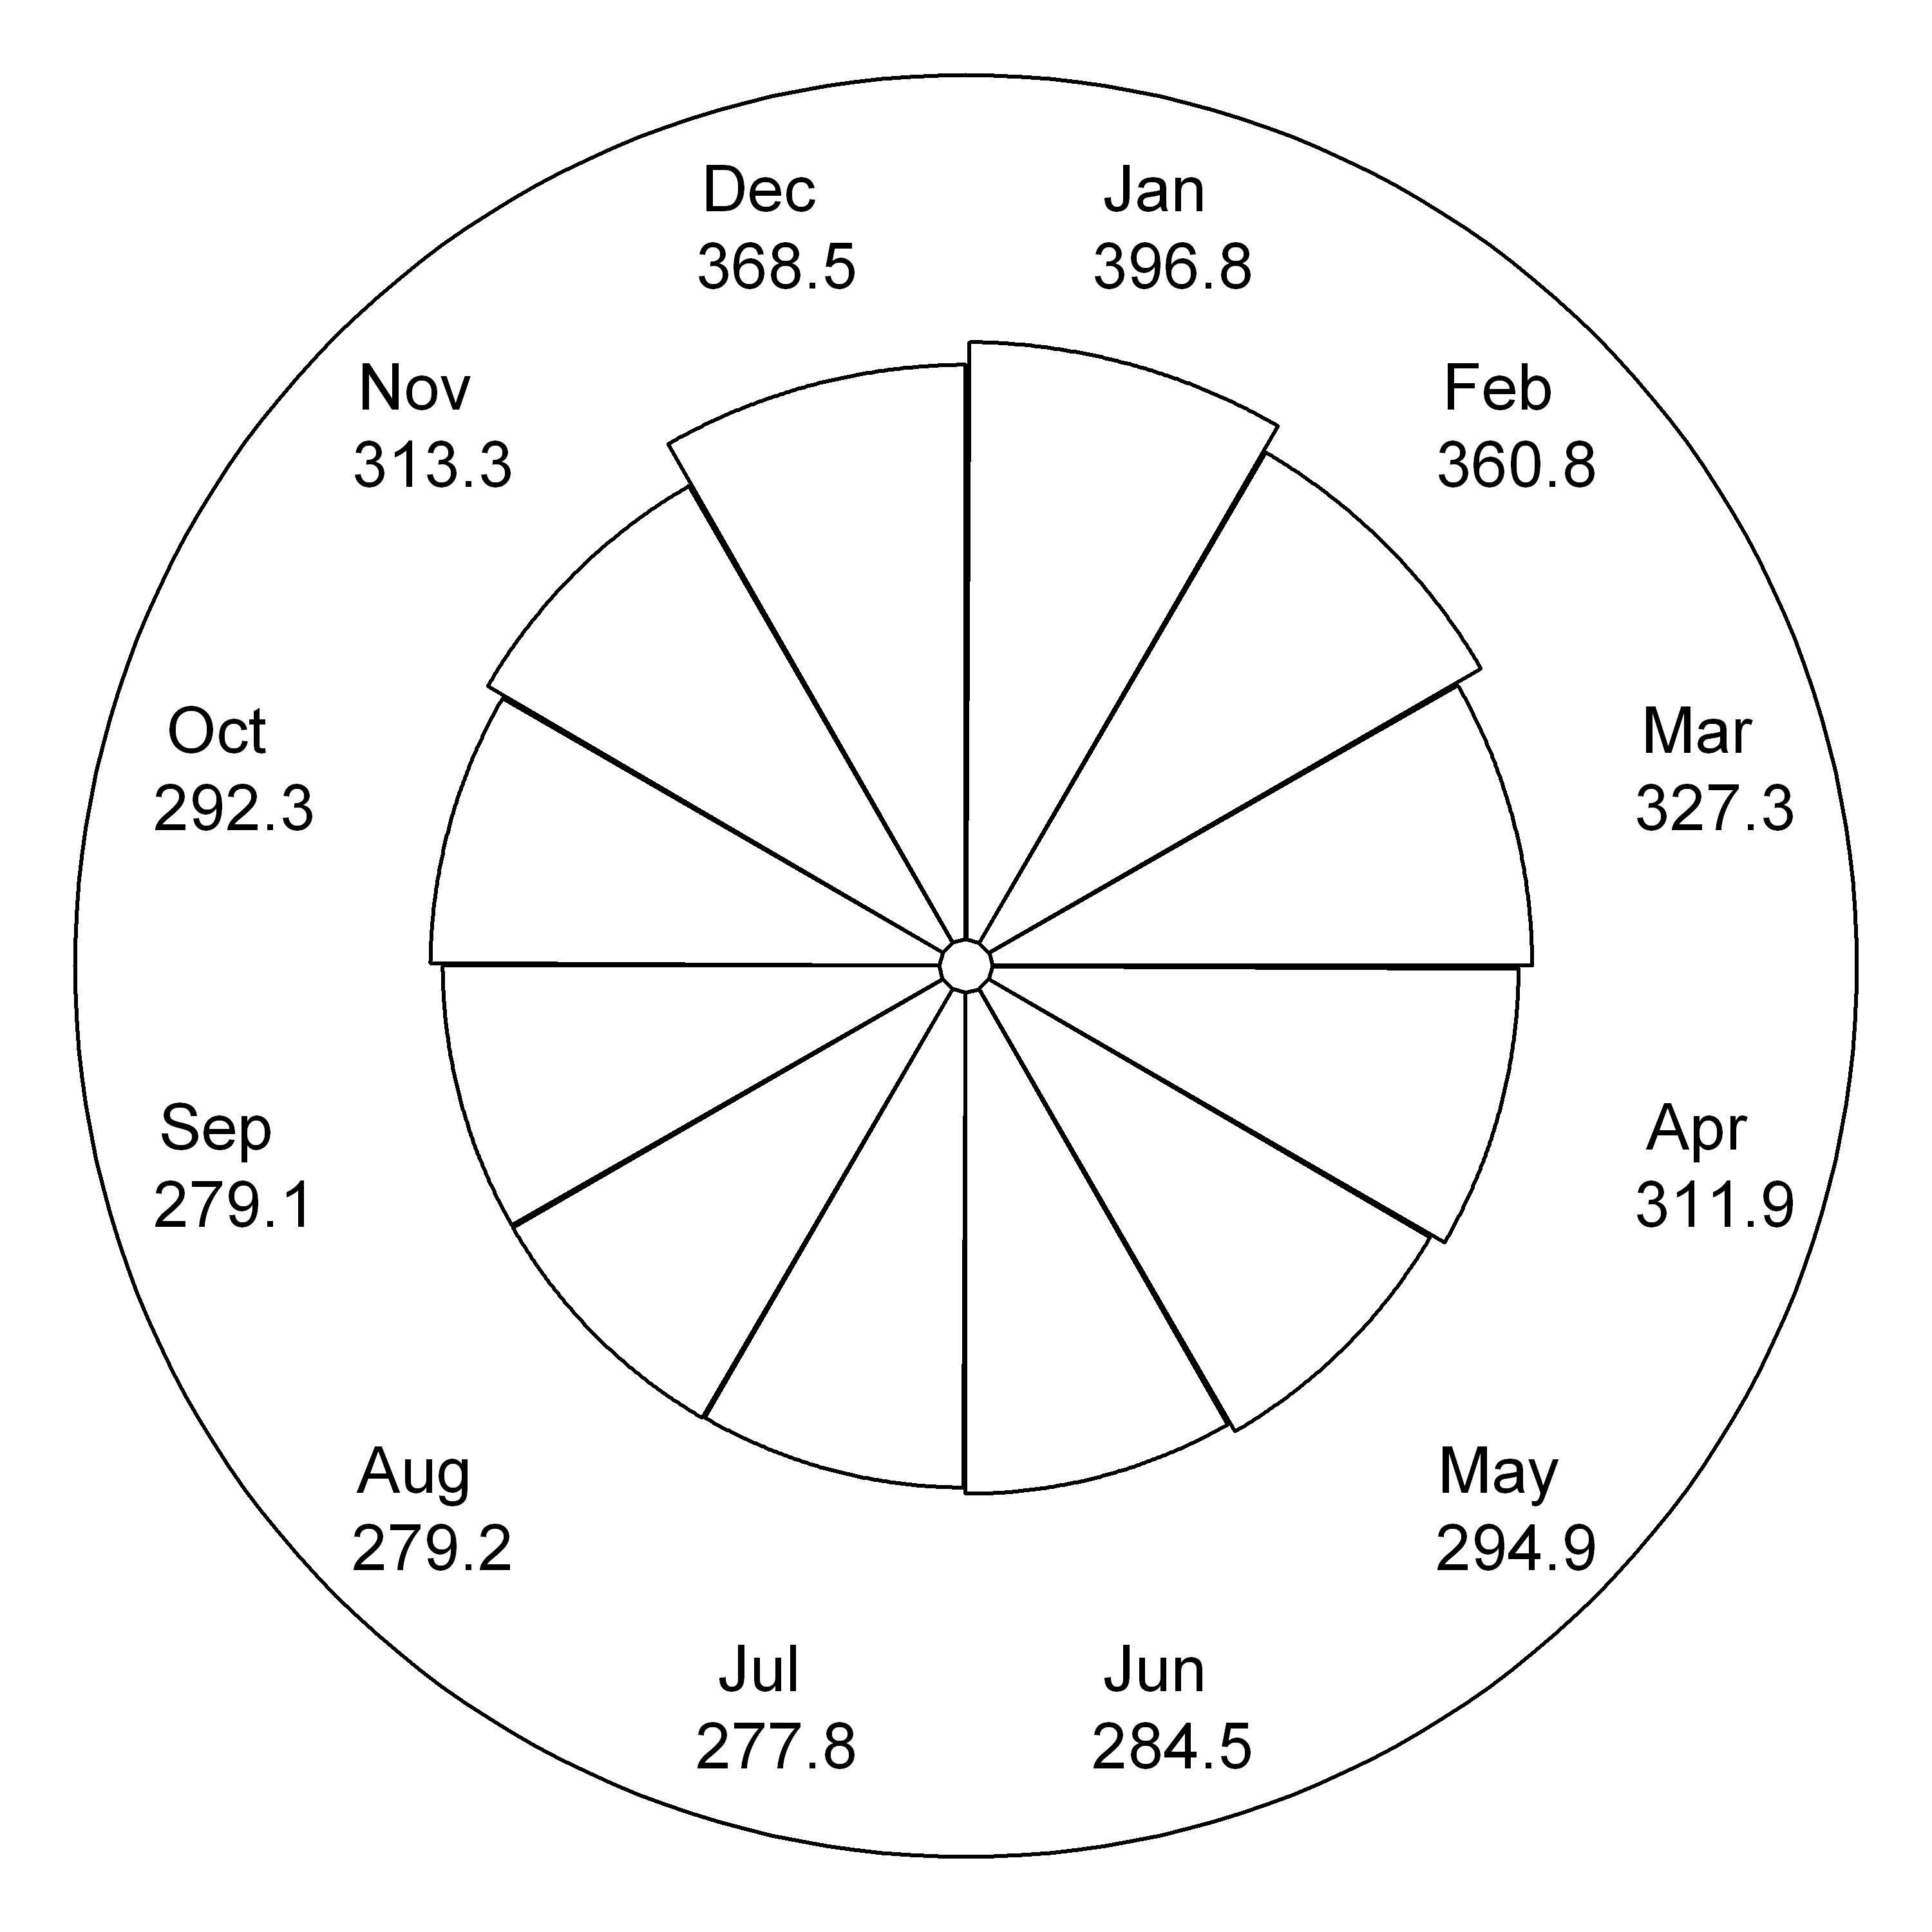 Jan
396.8
Feb
360.8
Mar
327.3
Apr
311.9
May
294.9
Jun
284.5
Jul
277.8
Aug
279.2
Sep
279.1
Oct
292.3
Nov
313.3
Dec
368.5